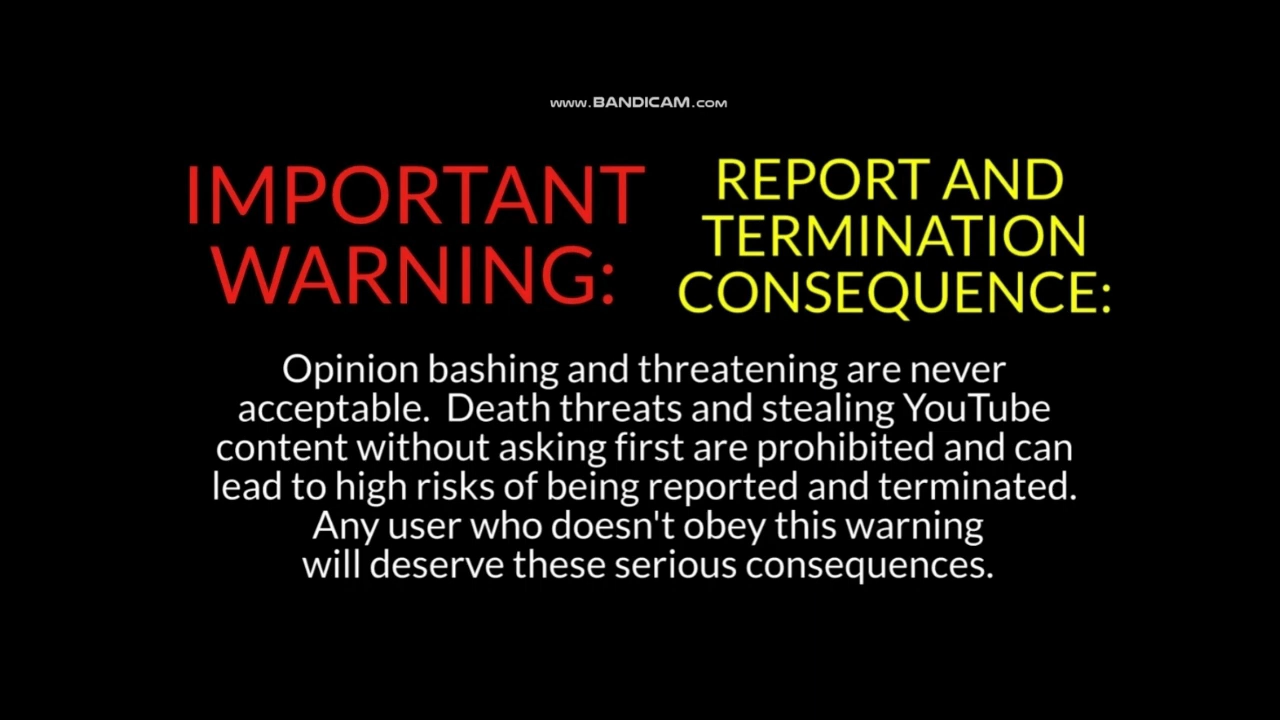 www.BANDICAM.com
IMPORTANT
WARNING:
REPORT AND
TERMINATION
CONSEQUENCE:
Opinion bashing and threatening are never
acceptable.  Death threats and stealing YouTube
content without asking first are prohibited and can
lead to high risks of being reported and terminated.
Any user who doesn't obey this warning
will deserve these serious consequences.